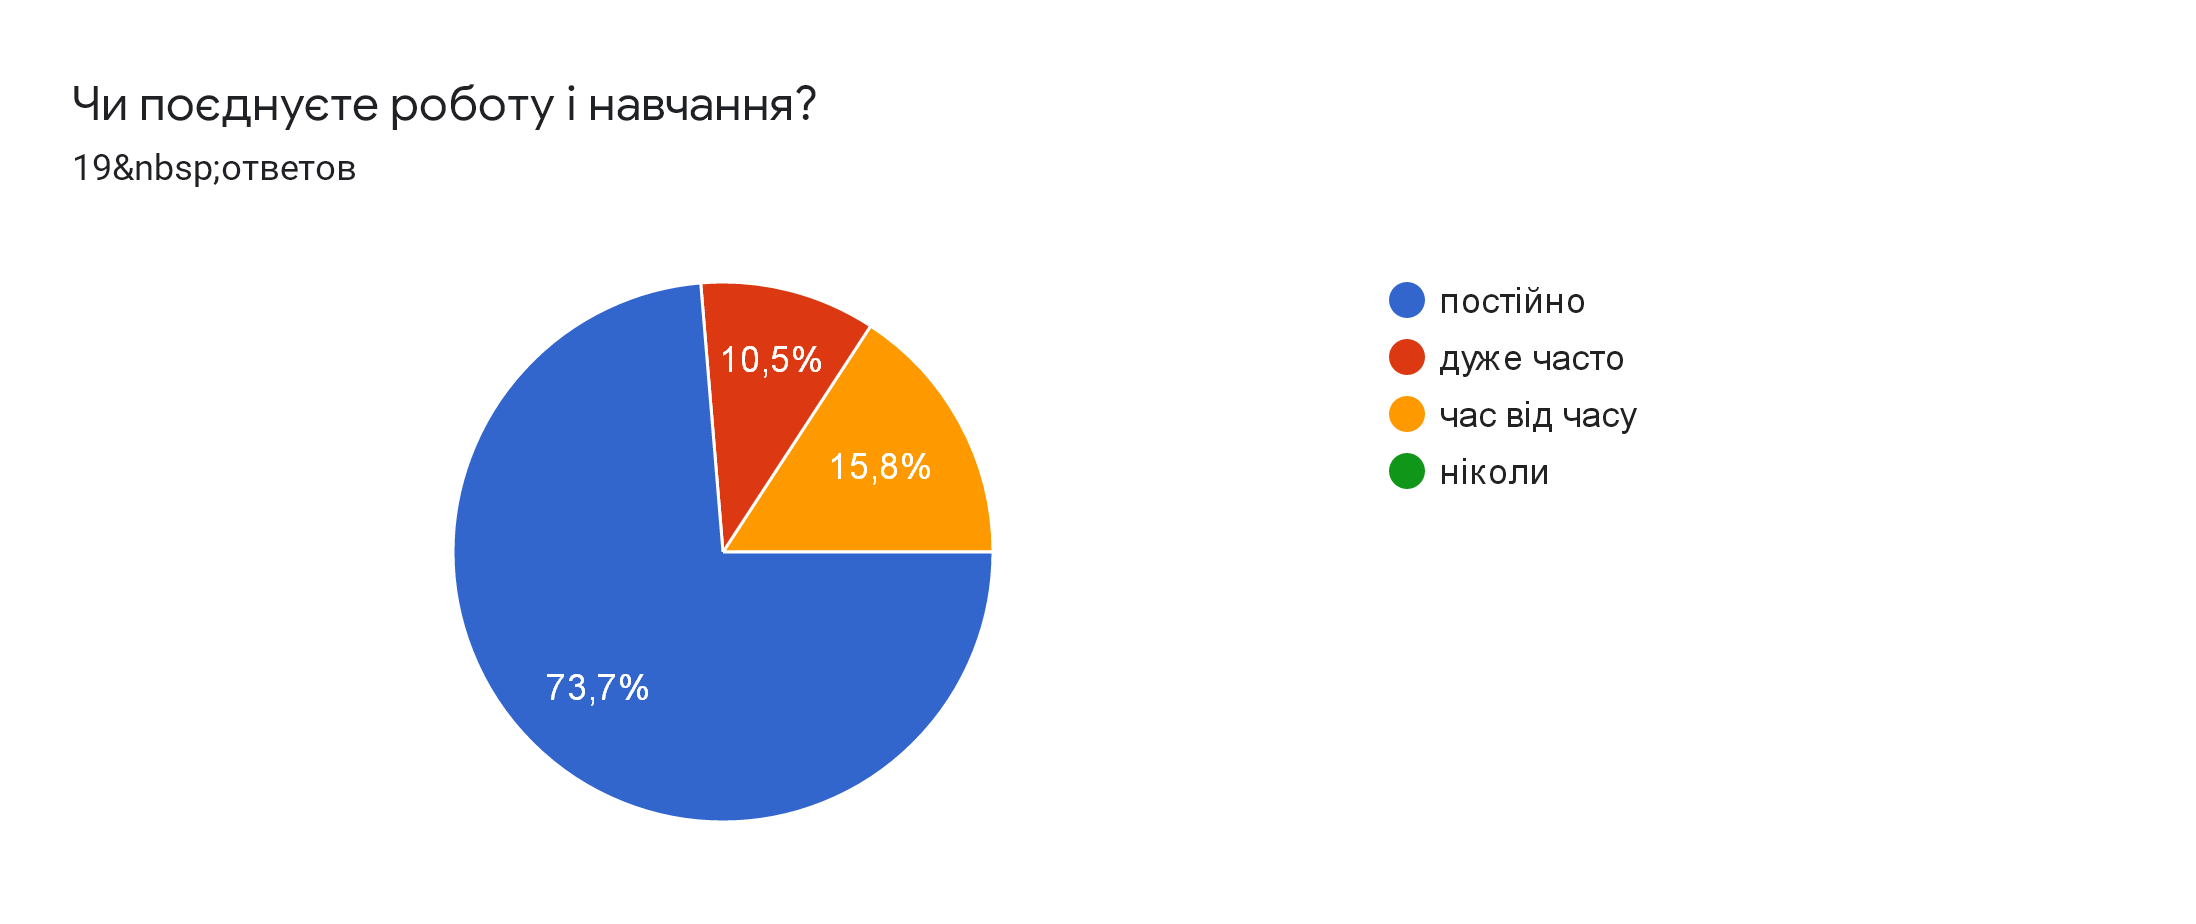 Чи поєднуєте роботу і навчання?
19&nbsp;ответов
10,5%
15,8%
73,7%
постійно
дуже часто
час від часу
ніколи